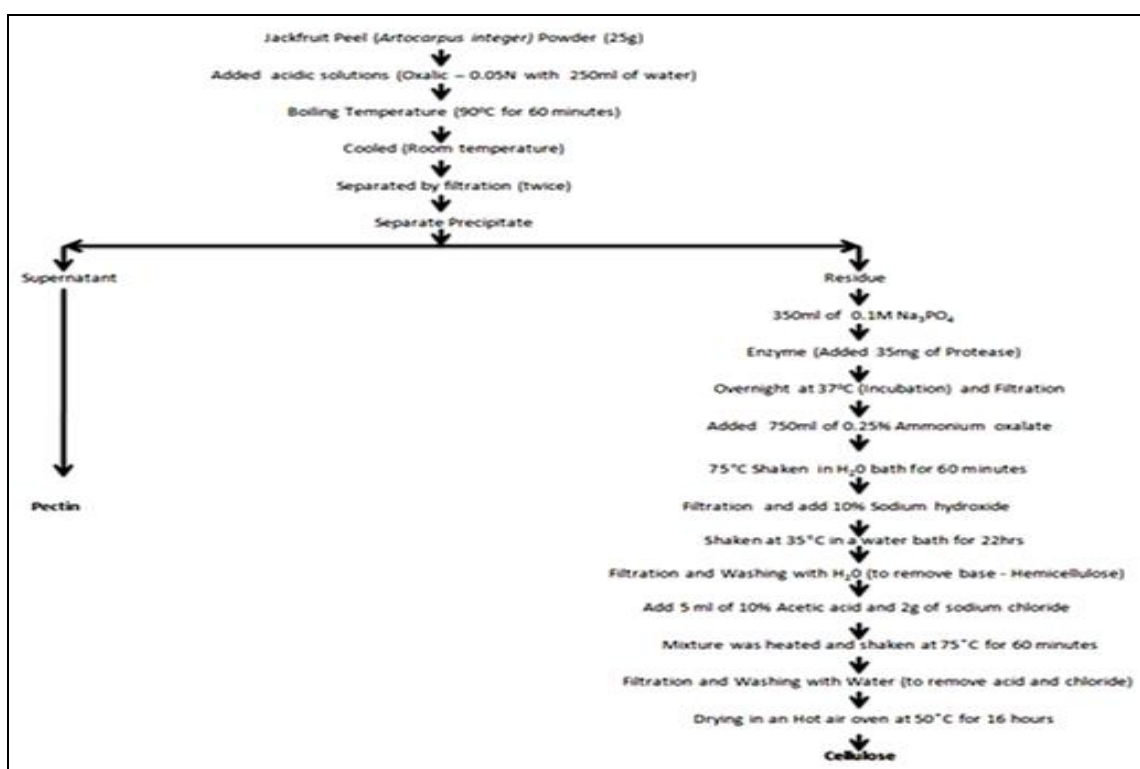 Jackfruit Peel (Artocarpus integer) Powder (25g)
Added acidic solutions (Oxalic – 0.05N with 250ml of water)
Boiling Temperature (90ºC for 60 minutes)
Cooled (Room temperature)
Separated by filtration (twice)
Separate Precipitate
Supernatant
Pectin
Residue
350ml of 0.1M Na₃PO₄
Enzyme (Added 35mg of Protease)
Overnight at 37ºC (Incubation) and Filtration
Added 750ml of 0.25% Ammonium oxalate
75°C Shaken in H₂0 bath for 60 minutes
Filtration and add 10% Sodium hydroxide
Shaken at 35°C in a water bath for 22hrs
Filtration and Washing with H₂0 (to remove base - Hemicellulose)
Add 5 ml of 10% Acetic acid and 2g of sodium chloride
Mixture was heated and shaken at 75˚C for 60 minutes
Filtration and Washing with Water (to remove acid and chloride)
Drying in an Hot air oven at 50˚C for 16 hours
Cellulose